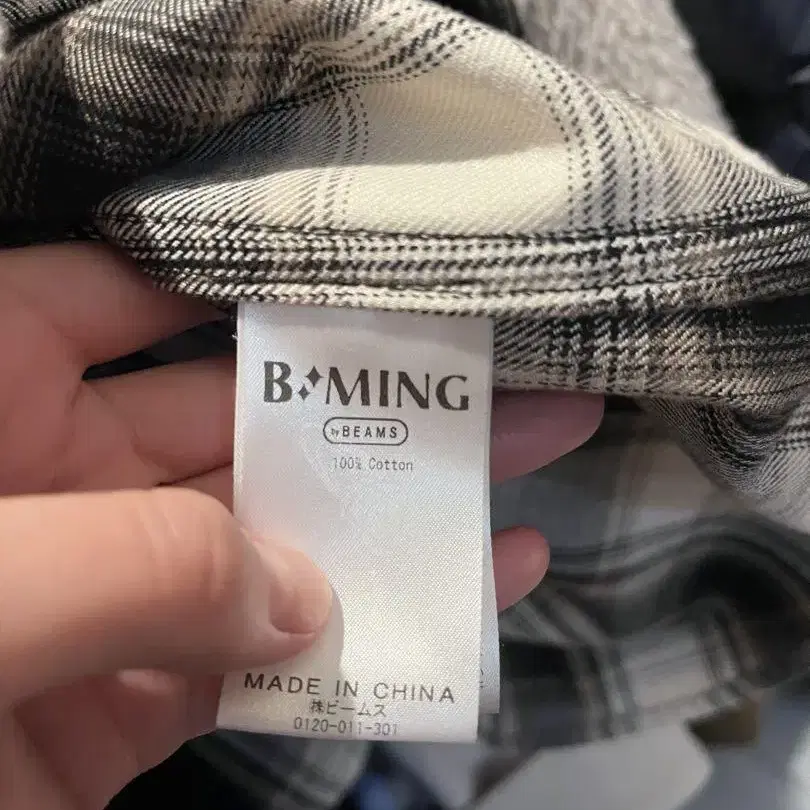 B MING
by BEAMS
100% Cotton
MADE IN CHINA
㈱ビームス
0120-011-301